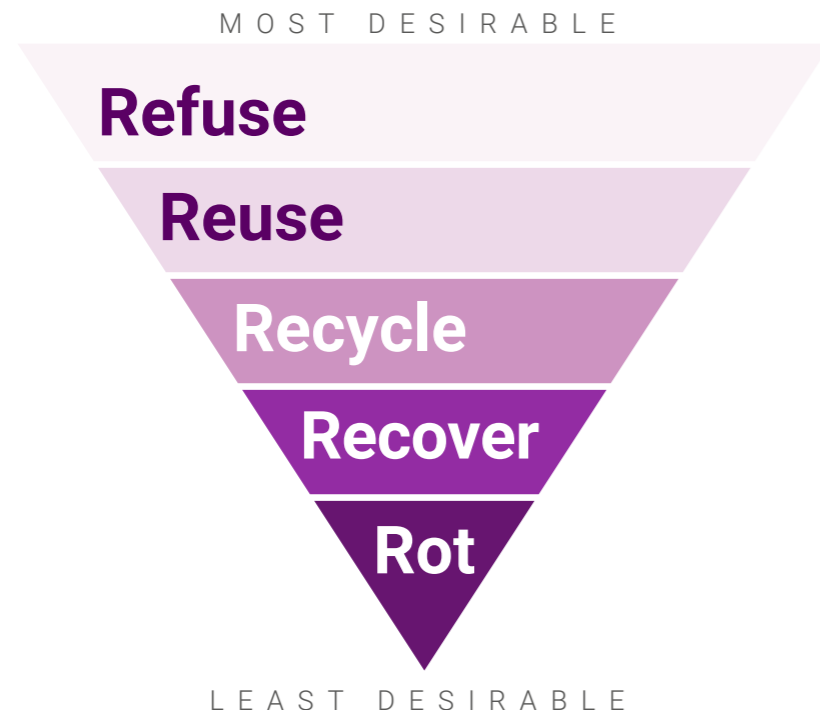 MOST DESIRABLE
Refuse
Reuse
Recycle
Recover
Rot
LEAST DESIRABLE